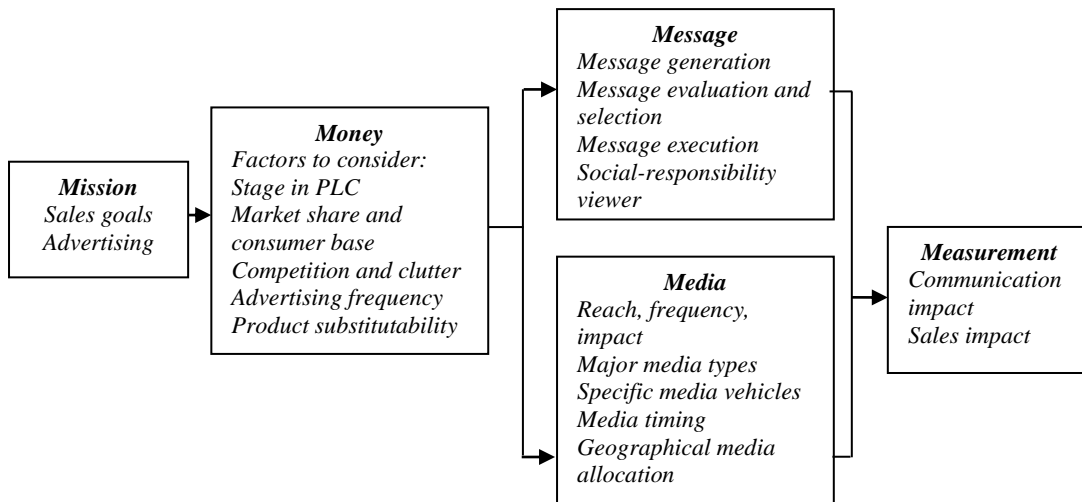 Mission
Sales goals
Advertising
Money
Factors to consider:
Stage in PLC
Market share and
consumer base
Competition and clutter
Advertising frequency
Product substitutability
Message
Message generation
Message evaluation and
selection
Message execution
Social-responsibility
viewer
Media
Reach, frequency,
impact
Major media types
Specific media vehicles
Media timing
Geographical media
allocation
Measurement
Communication
impact
Sales impact